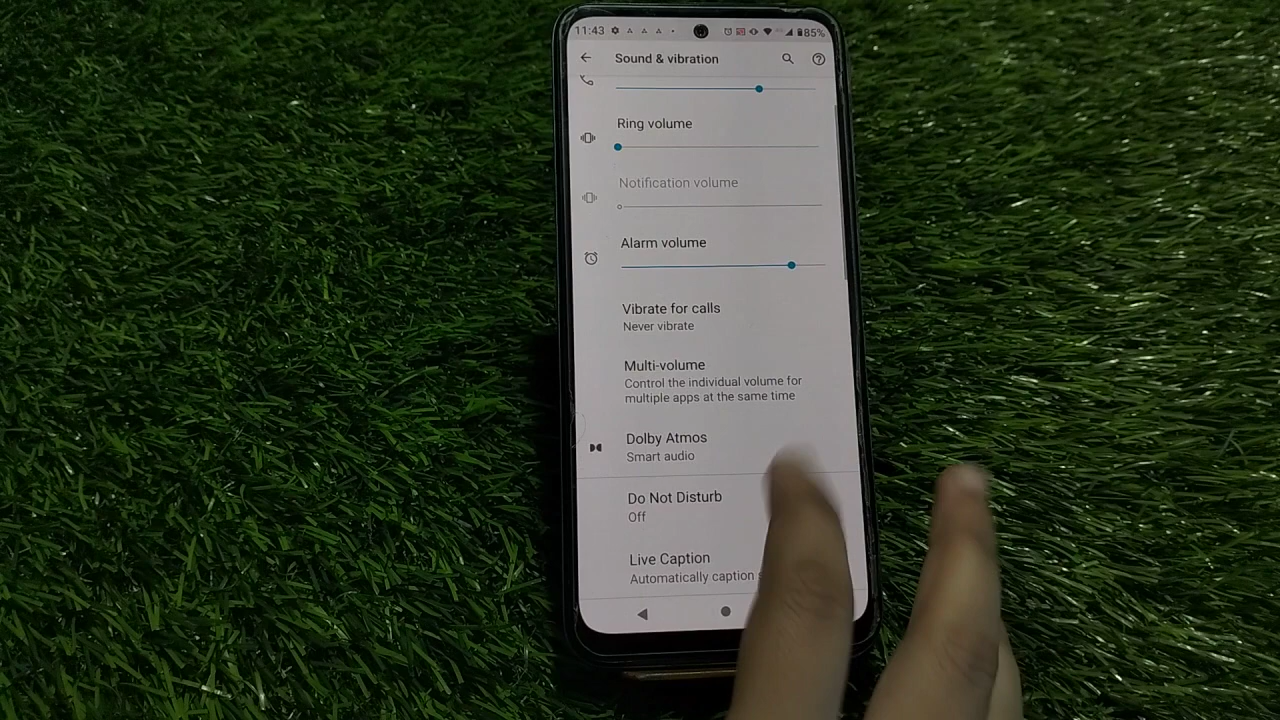 11:43
85%
Sound & vibration
Ring volume
Notification volume
Alarm volume
Vibrate for calls
Never vibrate
Multi-volume
Control the individual volume for
multiple apps at the same time
Dolby Atmos
Smart audio
Do Not Disturb
Off
Live Caption
Automatically caption